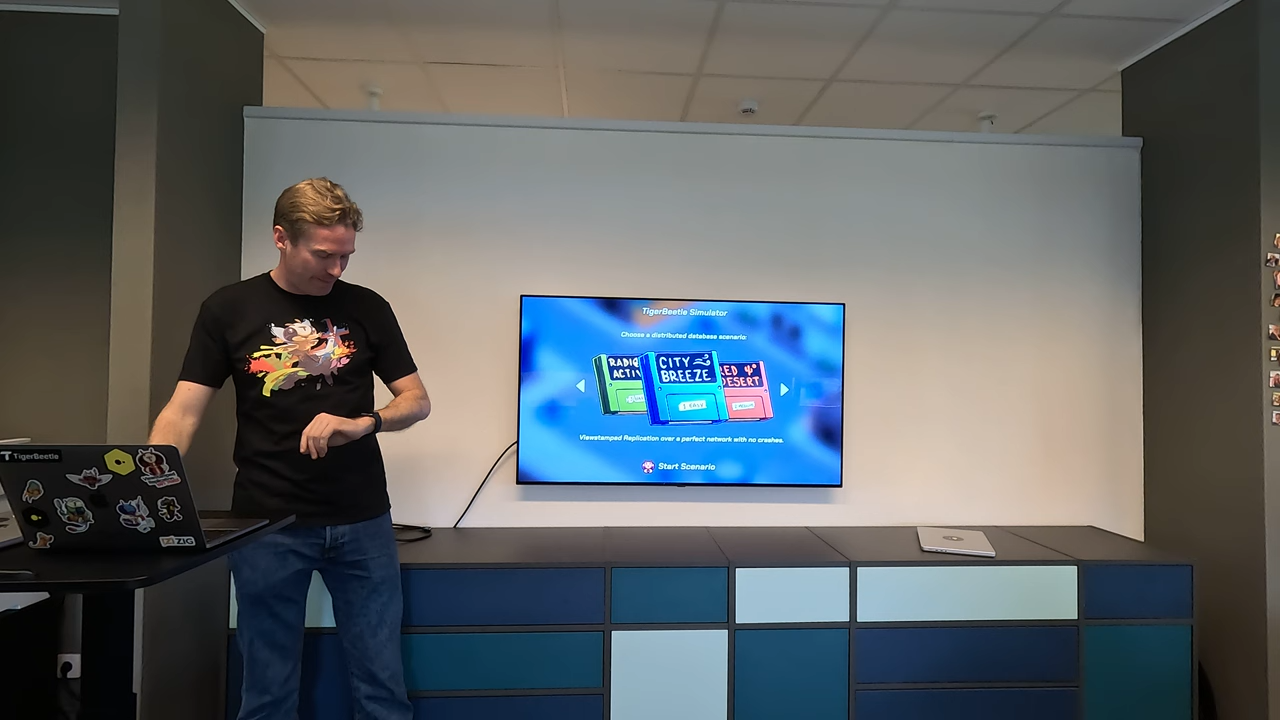 TigerBeetle Simulator
Choose a distributed database scenario:
CITY
BREEZE
1 EASY
RED
DESERT
Viewstamped Replication over a perfect network with no crashes.
Start Scenario
TigerBeetle
ZIG